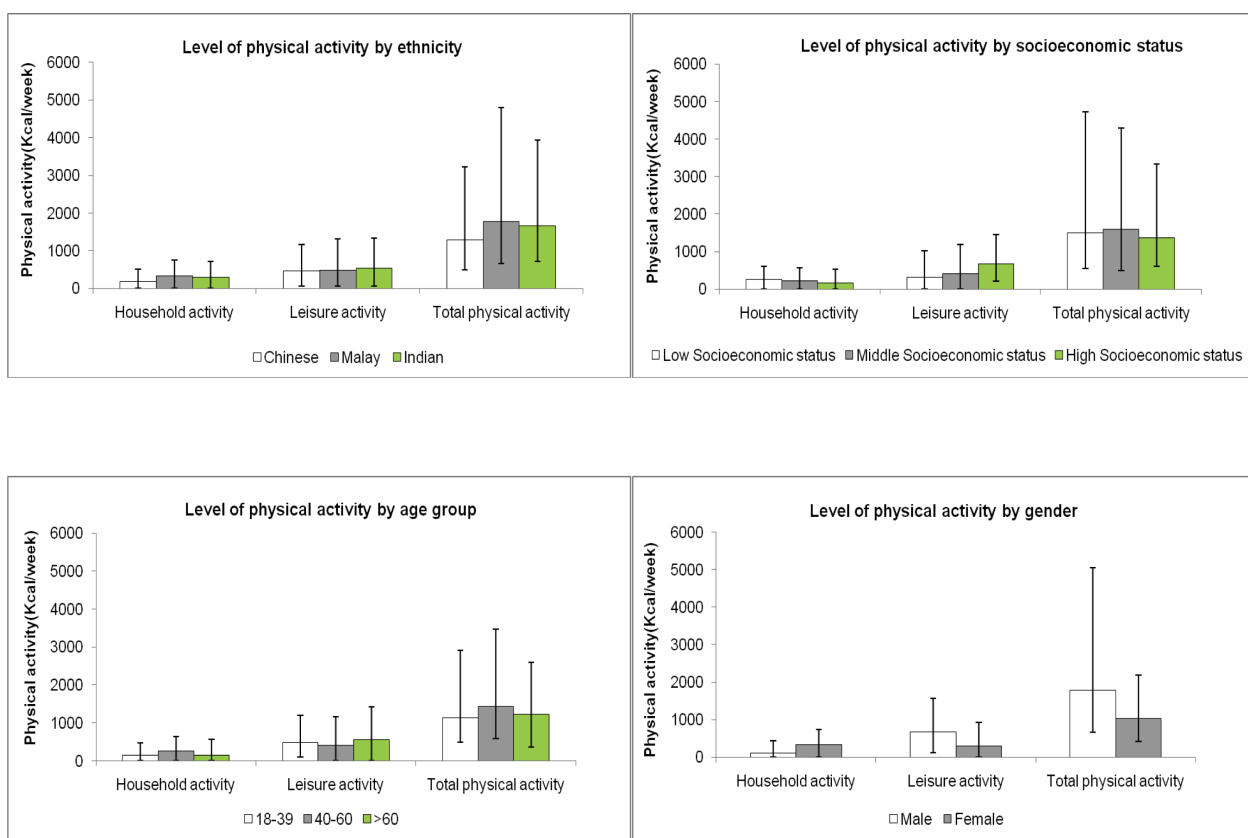 Level of physical activity by ethnicity
Physical activity(Kcal/week)
6000
5000
4000
3000
2000
1000
0
Household activity Leisure activity Total physical activity
Chinese Malay Indian
Level of physical activity by socioeconomic status
Physical activity(Kcal/week)
6000
5000
4000
3000
2000
1000
0
Household activity Leisure activity Total physical activity
Low Socioeconomic status Middle Socioeconomic status High Socioeconomic status
Level of physical activity by age group
Physical activity(Kcal/week)
6000
5000
4000
3000
2000
1000
0
Household activity Leisure activity Total physical activity
18-39 40-60 >60
Level of physical activity by gender
Physical activity(Kcal/week)
6000
5000
4000
3000
2000
1000
0
Household activity Leisure activity Total physical activity
Male Female